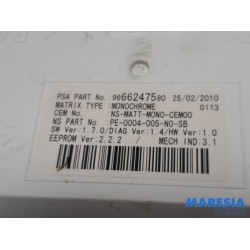 PSA PART No: 9666247580 25/02/2010
MATRIX TYPE :MONOCHROME 0113
CEM No: :NS-MATT-MONO-CEM00
NS PART No: :PE-0004-005-NO-SB
SW Ver:1.7.0/DIAG Ver:1.4/HW Ver:1.0
EEPROM Ver:2.2.2 / MECH IND:3.1
MARESIA